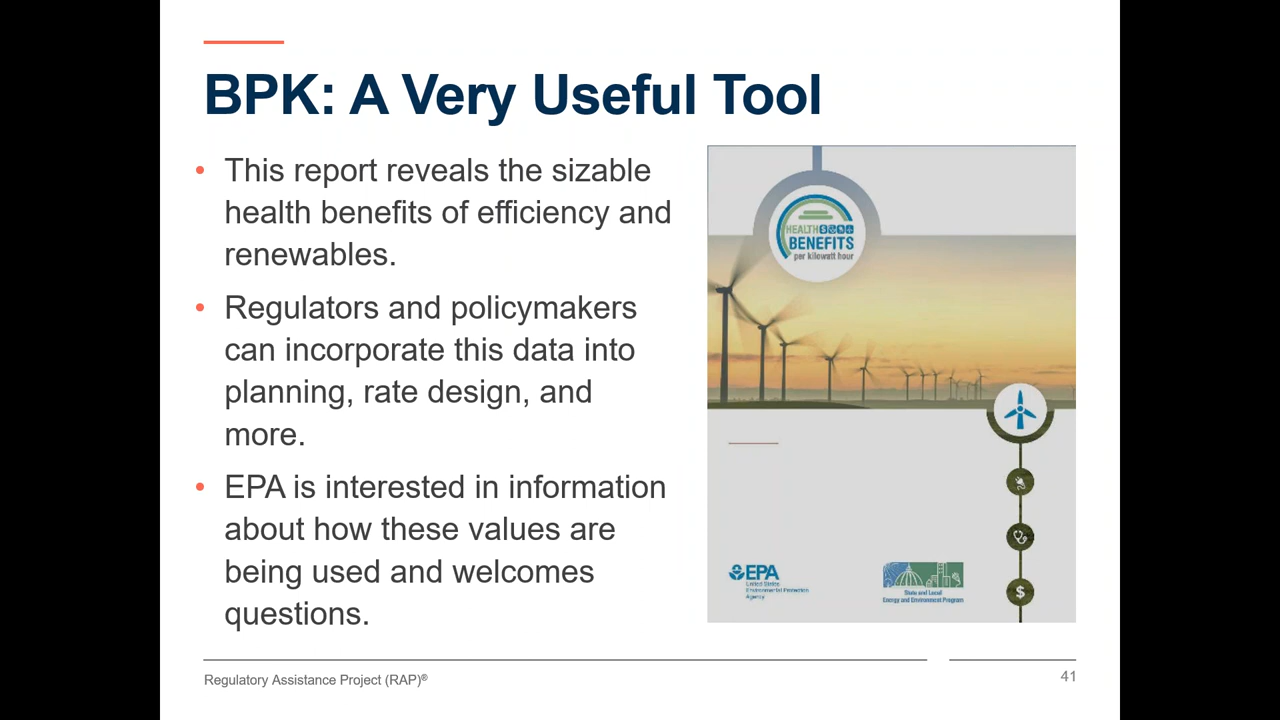 BPK: A Very Useful Tool
• This report reveals the sizable
health benefits of efficiency and
renewables.
• Regulators and policymakers
can incorporate this data into
planning, rate design, and
more.
• EPA is interested in information
about how these values are
being used and welcomes
questions.
HEALTH
BENEFITS
per kilowatt hour
EPA
United States
Environmental Protection
Agency
State and Local
Energy and Environment Program
$
Regulatory Assistance Project (RAP)®
41